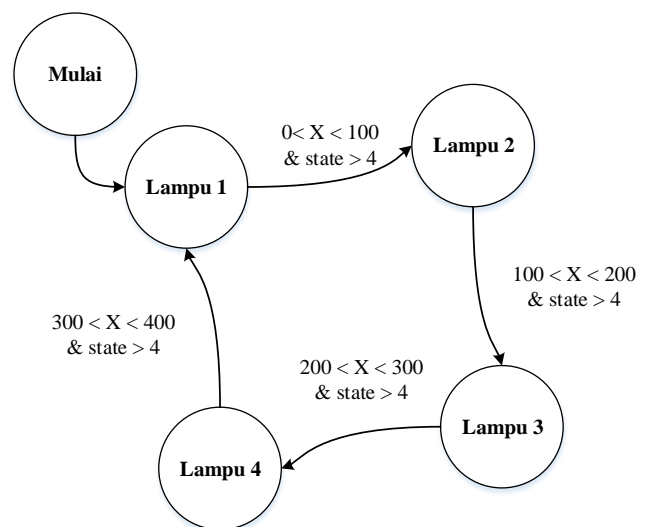 Mulai
Lampu 1
0< X < 100
& state > 4
Lampu 2
100 < X < 200
& state > 4
Lampu 3
200 < X < 300
& state > 4
Lampu 4
300 < X < 400
& state > 4